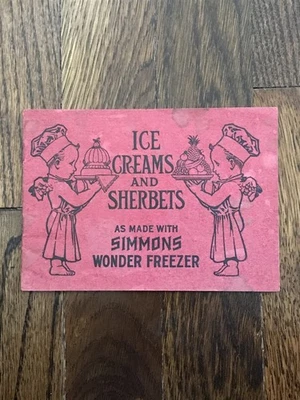 ICE
CREAMS
AND
SHERBETS
AS MADE WITH
SIMMONS
WONDER FREEZER